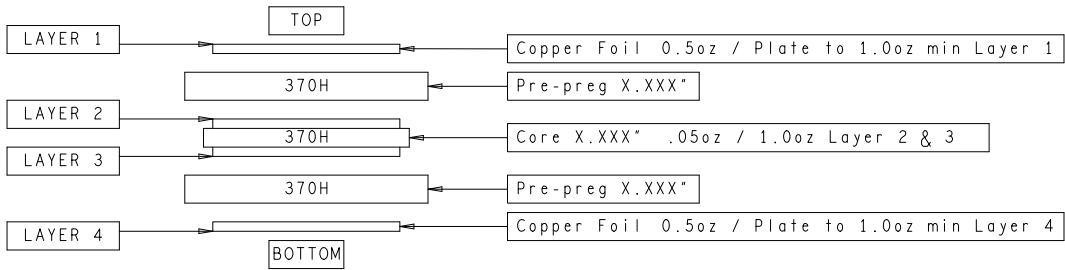 TOP
LAYER 1
Copper Foil 0.5oz / Plate to 1.0oz min Layer 1
370H
Pre-preg X.XXX"
LAYER 2
370H
Core X.XXX" .05oz / 1.0oz Layer 2 & 3
LAYER 3
370H
Pre-preg X.XXX"
LAYER 4
Copper Foil 0.5oz / Plate to 1.0oz min Layer 4
BOTTOM